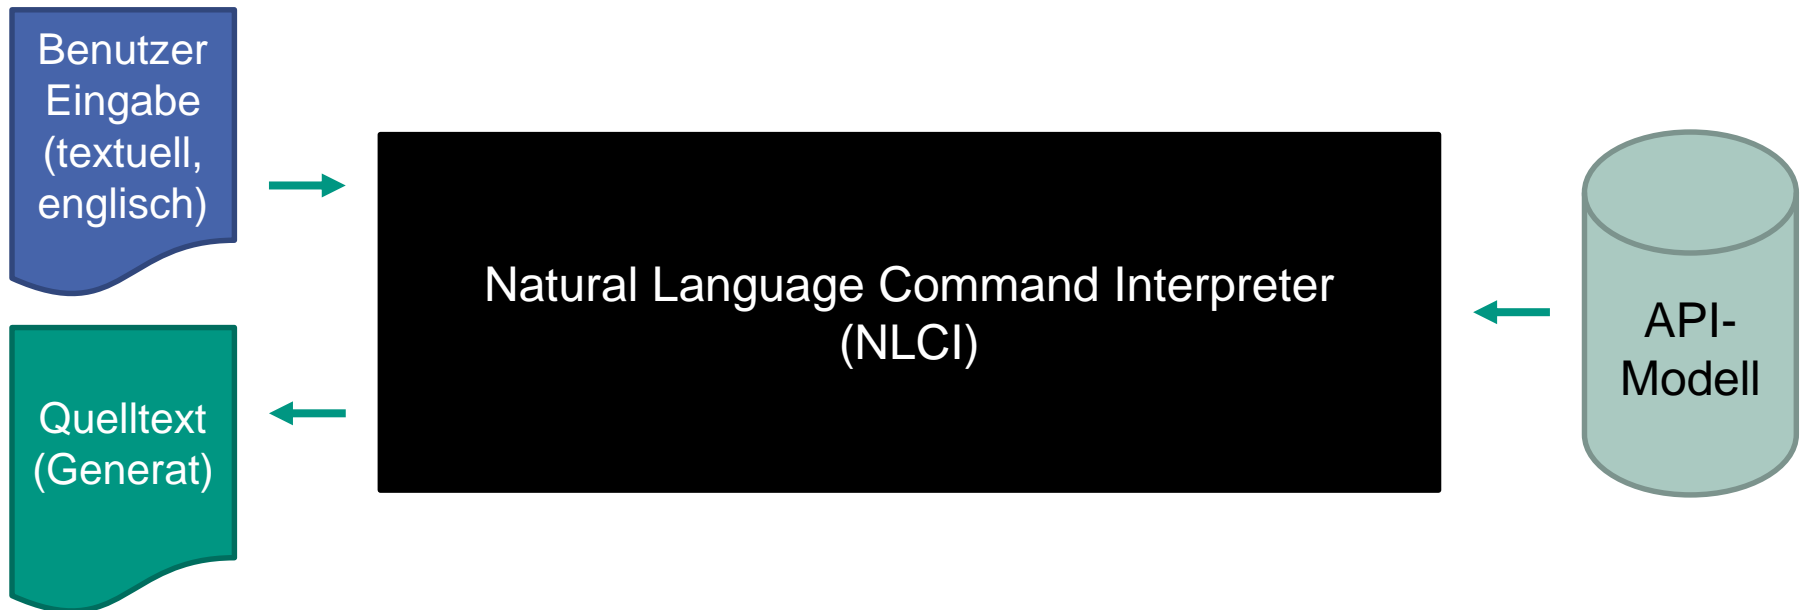 Benutzer
Eingabe
(textuell,
englisch)
Natural Language Command Interpreter
(NLCI)
API-
Modell
Quelltext
(Generat)